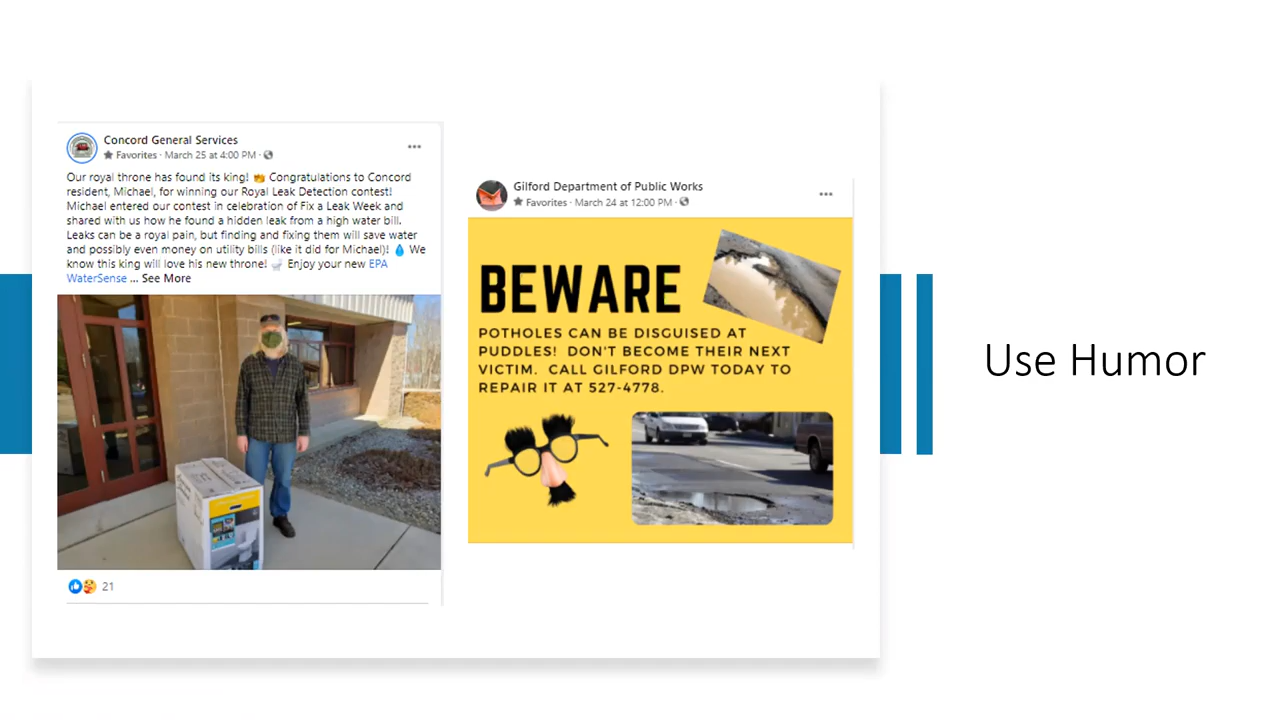 Concord General Services
Favorites · March 25 at 4:00 PM ·
Our royal throne has found its king! 👏 Congratulations to Concord
resident, Michael, for winning our Royal Leak Detection contest!
Michael entered our contest in celebration of Fix a Leak Week and
shared with us how he found a hidden leak from a high water bill.
Leaks can be a royal pain, but finding and fixing them will save water
and possibly even money on utility bills (like it did for Michael)! 💧 We
know this king will love his new throne! 🚽 Enjoy your new EPA
WaterSense ... See More
21
Gilford Department of Public Works
Favorites · March 24 at 12:00 PM ·
BEWARE
POTHOLES CAN BE DISGUISED AT
PUDDLES! DON'T BECOME THEIR NEXT
VICTIM. CALL GILFORD DPW TODAY TO
REPAIR IT AT 527-4778.
Use Humor